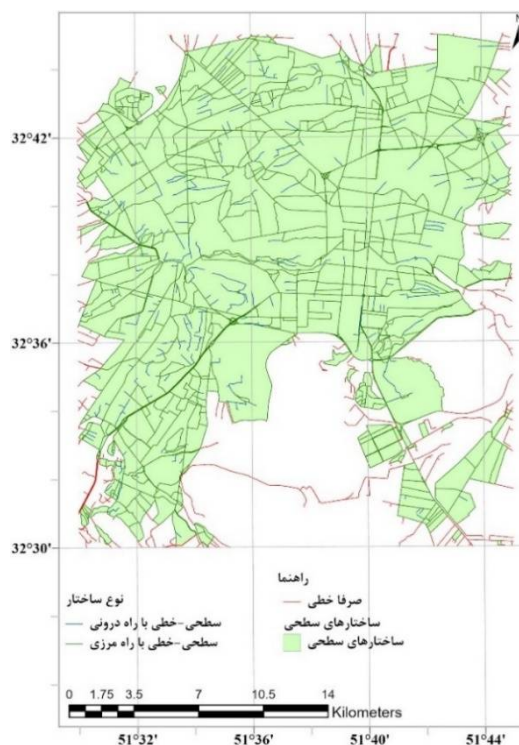 N
32°42'
32°36'
32°30'
راهنما
صرفا خطی
ساختارهای سطحی
ساختارهای سطحی
نوع ساختار
سطحی-خطی با راه درونی
سطحی-خطی با راه مرزی
0 1.75 3.5 7 10.5 14
Kilometers
51°32' 51°36' 51°40' 51°44'